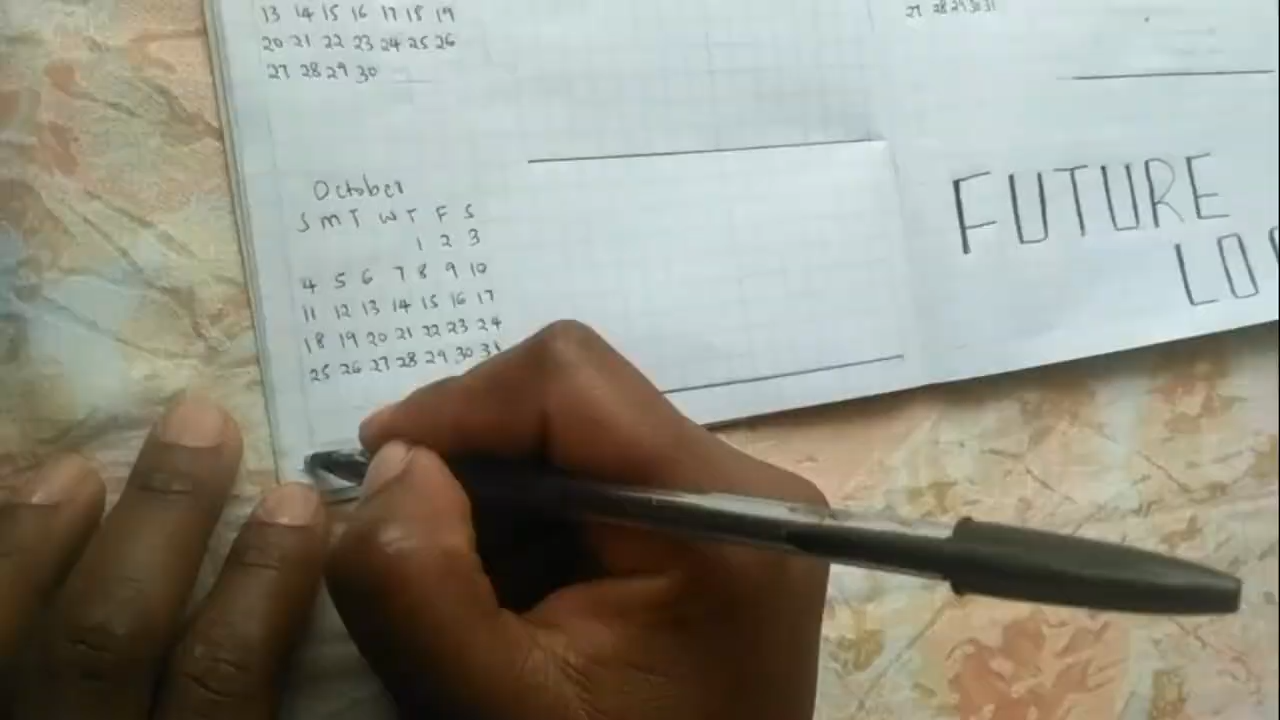 13 14 15 16 17 18 19
20 21 22 23 24 25 26
27 28 29 30
27 28 29 30 31
October
S M T W T F S
1 2 3
4 5 6 7 8 9 10
11 12 13 14 15 16 17
18 19 20 21 22 23 24
25 26 27 28 29 30 31
FUTURE
LO